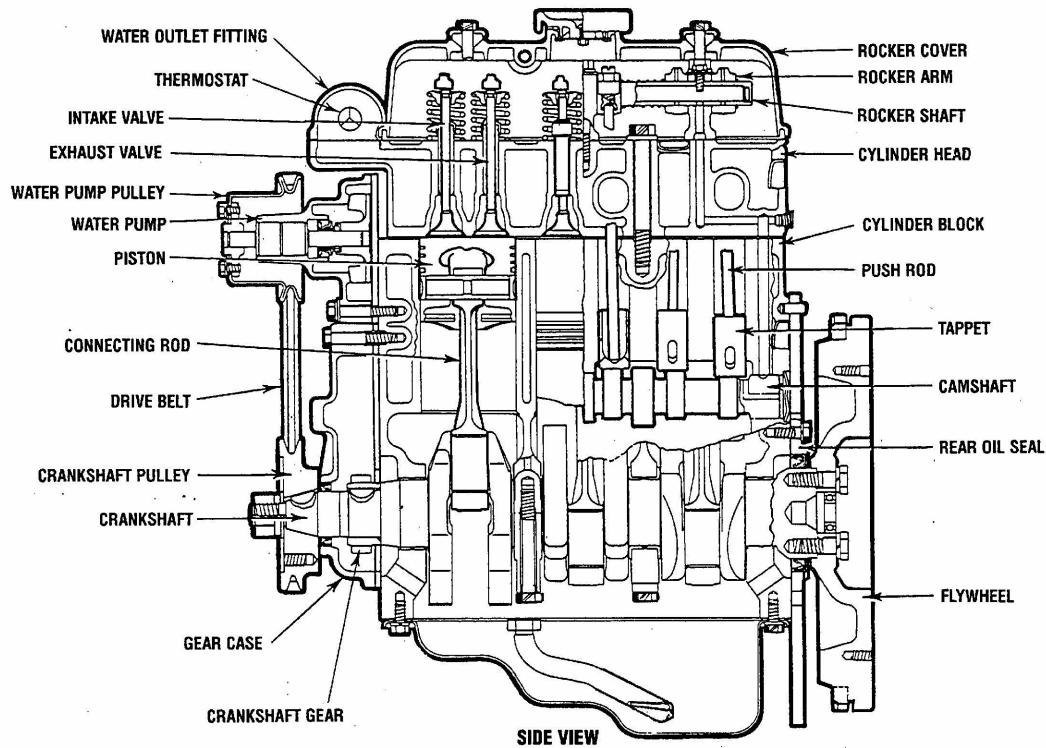 WATER OUTLET FITTING
THERMOSTAT
INTAKE VALVE
EXHAUST VALVE
WATER PUMP PULLEY
WATER PUMP
PISTON
CONNECTING ROD
DRIVE BELT
CRANKSHAFT PULLEY
CRANKSHAFT
GEAR CASE
CRANKSHAFT GEAR
ROCKER COVER
ROCKER ARM
ROCKER SHAFT
CYLINDER HEAD
CYLINDER BLOCK
PUSH ROD
TAPPET
CAMSHAFT
REAR OIL SEAL
FLYWHEEL
SIDE VIEW